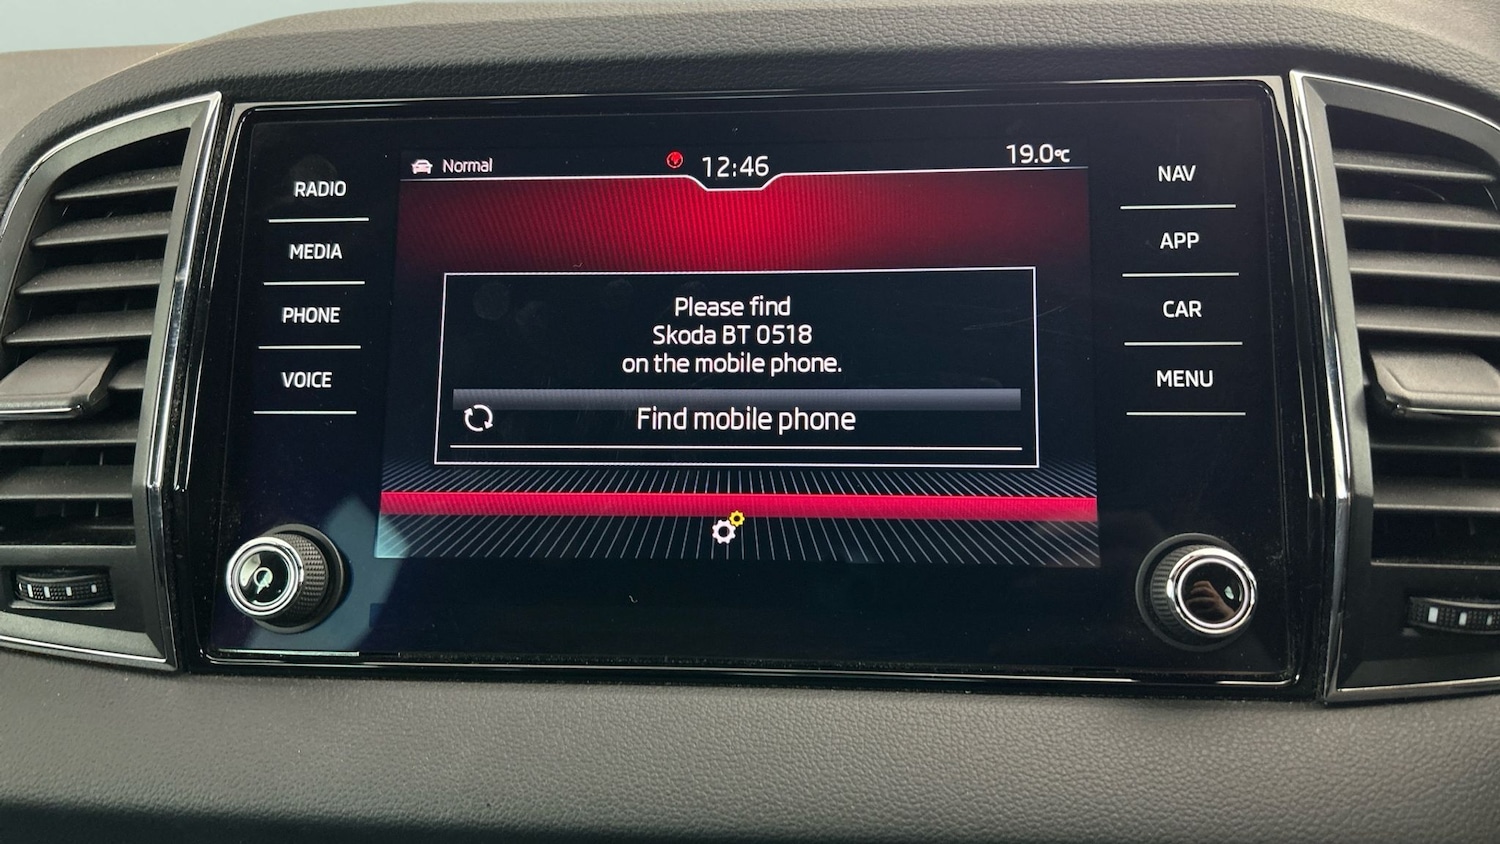 Normal
12:46
19.0°C
RADIO
MEDIA
PHONE
VOICE
NAV
APP
CAR
MENU
Please find
Skoda BT 0518
on the mobile phone.
Find mobile phone